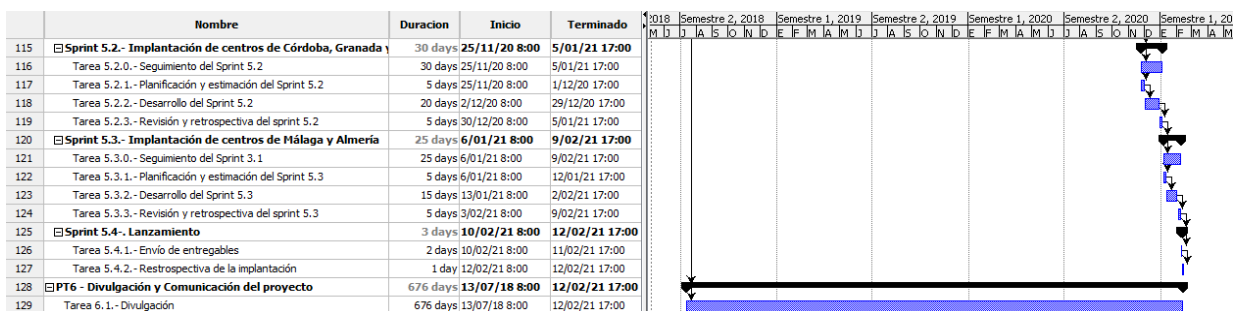 Nombre Duracion Inicio Terminado 2018 Semestre 2, 2018 Semestre 1, 2019 Semestre 2, 2019 Semestre 1, 2020 Semestre 2, 2020 Semestre 1, 20
M J J A S O N D E F M A M J J A S O N D E F M A M J J A S O N D E F M A M
115 Sprint 5.2.- Implantación de centros de Córdoba, Granada y 30 days 25/11/20 8:00 5/01/21 17:00
116 Tarea 5.2.0.- Seguimiento del Sprint 5.2 30 days 25/11/20 8:00 5/01/21 17:00
117 Tarea 5.2.1.- Planificación y estimación del Sprint 5.2 5 days 25/11/20 8:00 1/12/20 17:00
118 Tarea 5.2.2.- Desarrollo del Sprint 5.2 20 days 2/12/20 8:00 29/12/20 17:00
119 Tarea 5.2.3.- Revisión y retrospectiva del sprint 5.2 5 days 30/12/20 8:00 5/01/21 17:00
120 Sprint 5.3.- Implantación de centros de Málaga y Almería 25 days 6/01/21 8:00 9/02/21 17:00
121 Tarea 5.3.0.- Seguimiento del Sprint 3.1 25 days 6/01/21 8:00 9/02/21 17:00
122 Tarea 5.3.1.- Planificación y estimación del Sprint 5.3 5 days 6/01/21 8:00 12/01/21 17:00
123 Tarea 5.3.2.- Desarrollo del Sprint 5.3 15 days 13/01/21 8:00 2/02/21 17:00
124 Tarea 5.3.3.- Revisión y retrospectiva del sprint 5.3 5 days 3/02/21 8:00 9/02/21 17:00
125 Sprint 5.4-. Lanzamiento 3 days 10/02/21 8:00 12/02/21 17:00
126 Tarea 5.4.1.- Envío de entregables 2 days 10/02/21 8:00 11/02/21 17:00
127 Tarea 5.4.2.- Restrospectiva de la implantación 1 day 12/02/21 8:00 12/02/21 17:00
128 PT6 - Divulgación y Comunicación del proyecto 676 days 13/07/18 8:00 12/02/21 17:00
129 Tarea 6.1.- Divulgación 676 days 13/07/18 8:00 12/02/21 17:00